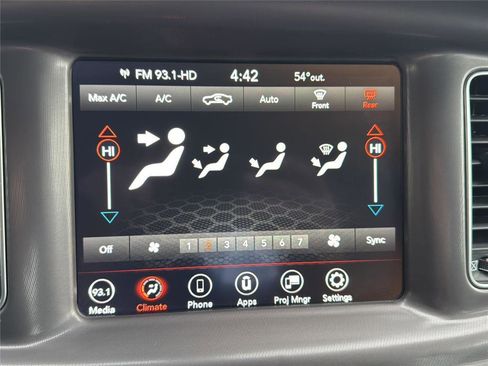 FM 93.1-HD 4:42 54°out.
Max A/C A/C Auto Front Rear
HI HI
Off 1 2 3 4 5 6 7 Sync
93.1
Media Climate Phone Apps Proj Mngr Settings